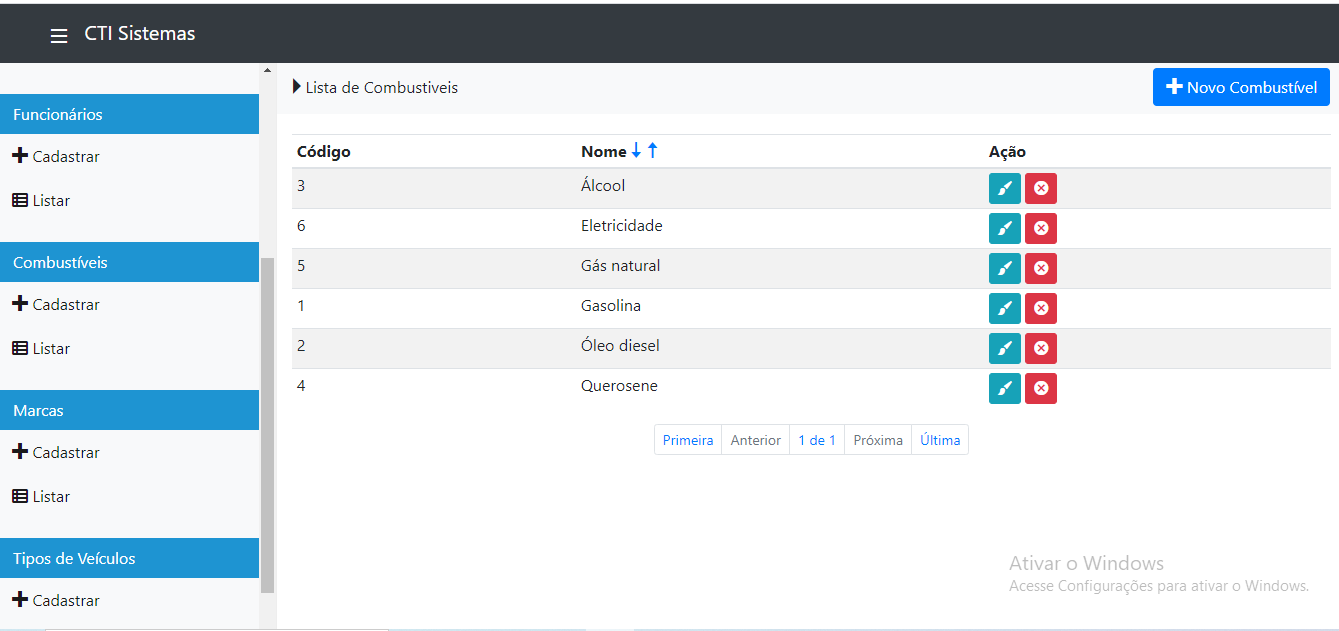 CTI Sistemas
Funcionários
Cadastrar
Listar
Combustíveis
Cadastrar
Listar
Marcas
Cadastrar
Listar
Tipos de Veículos
Cadastrar
Lista de Combustiveis
Novo Combustível
Código Nome Ação
3 Álcool
6 Eletricidade
5 Gás natural
1 Gasolina
2 Óleo diesel
4 Querosene
Primeira Anterior 1 de 1 Próxima Última
Ativar o Windows
Acesse Configurações para ativar o Windows.